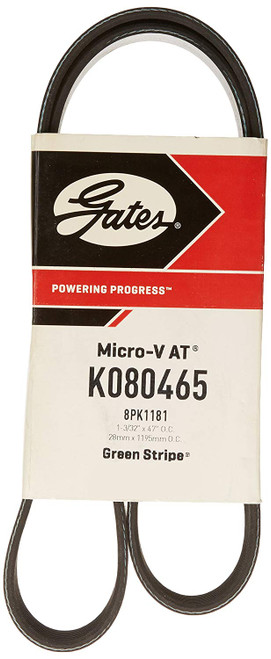 Gates
POWERING PROGRESS™
Micro-V AT®
K080465
8PK1181
1-3/32" x 47" O.C.
28mm x 1195mm O.C.
Green Stripe®